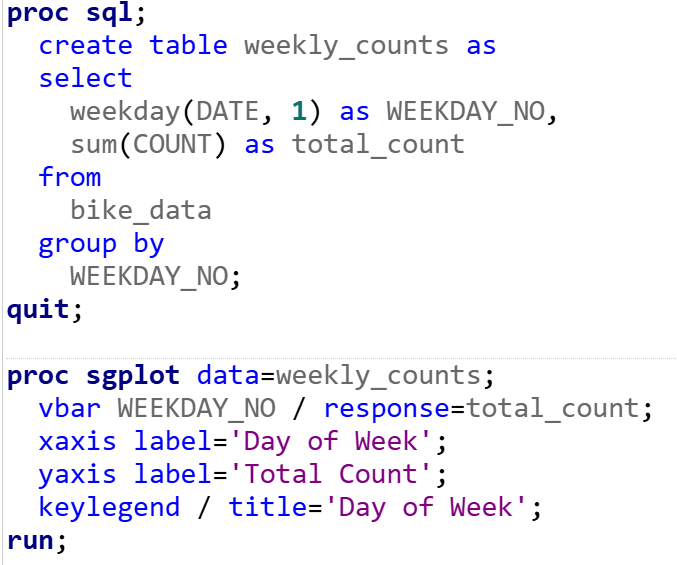 proc sql;
  create table weekly_counts as
  select
    weekday(DATE, 1) as WEEKDAY_NO,
    sum(COUNT) as total_count
  from
    bike_data
  group by
    WEEKDAY_NO;
quit;
proc sgplot data=weekly_counts;
  vbar WEEKDAY_NO / response=total_count;
  xaxis label='Day of Week';
  yaxis label='Total Count';
  keylegend / title='Day of Week';
run;